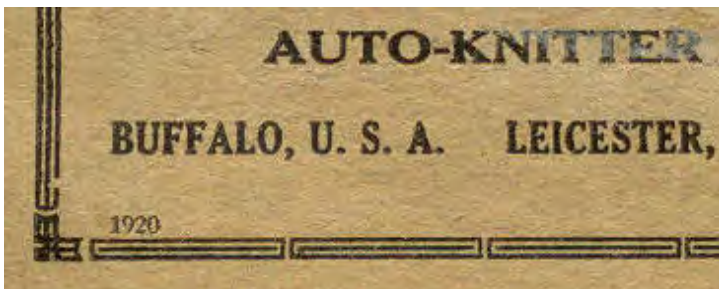 AUTO-KNITTER
BUFFALO, U. S. A. LEICESTER,
1920